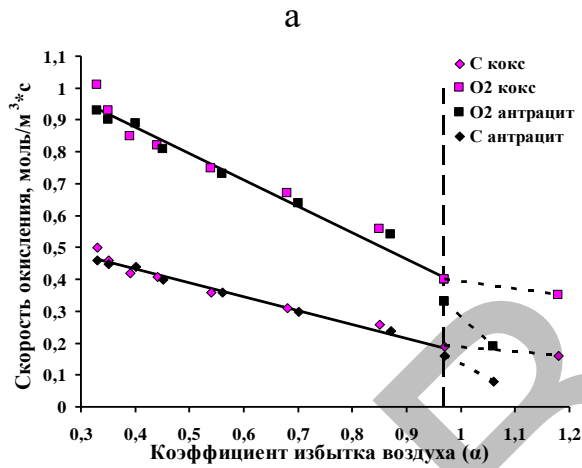 а
Скорость окисления, моль/м³*с
1,1
1
0,9
0,8
0,7
0,6
0,5
0,4
0,3
0,2
0,1
0
С кокс
О2 кокс
О2 антрацит
С антрацит
0,3 0,4 0,5 0,6 0,7 0,8 0,9 1 1,1 1,2
Коэффициент избытка воздуха (α)